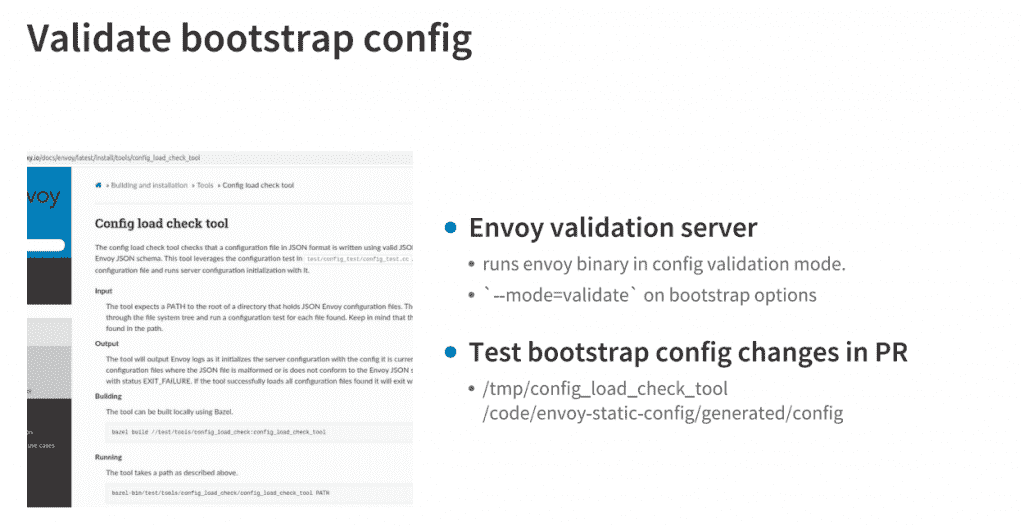 Validate bootstrap config
oy.io/docs/envoy/latest/install/tools/config_load_check_tool
voy
» Building and installation » Tools » Config load check tool
Config load check tool
The config load check tool checks that a configuration file in JSON format is written using valid JSO
Envoy JSON schema. This tool leverages the configuration test in test/config_test/config_test.cc.
configuration file and runs server configuration initialization with it.
Input
The tool expects a PATH to the root of a directory that holds JSON Envoy configuration files. Th
through the file system tree and run a configuration test for each file found. Keep in mind that th
found in the path.
Output
The tool will output Envoy logs as it initializes the server configuration with the config it is curre
configuration files where the JSON file is malformed or is does not conform to the Envoy JSON s
with status EXIT_FAILURE. If the tool successfully loads all configuration files found it will exit w
Building
The tool can be built locally using Bazel.
bazel build //test/tools/config_load_check:config_load_check_tool
Running
The tool takes a path as described above.
bazel-bin/test/tools/config_load_check/config_load_check_tool PATH
use cases
• Envoy validation server
• runs envoy binary in config validation mode.
• `--mode=validate` on bootstrap options
• Test bootstrap config changes in PR
• /tmp/config_load_check_tool
/code/envoy-static-config/generated/config